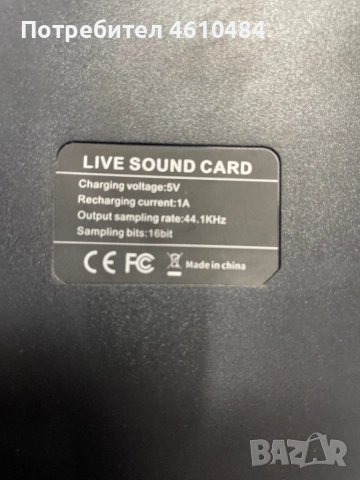 Потребител 4610484
LIVE SOUND CARD
Charging voltage:5V
Recharging current:1A
Output sampling rate:44.1KHz
Sampling bits:16bit
CE FC Made in china
BAZAR